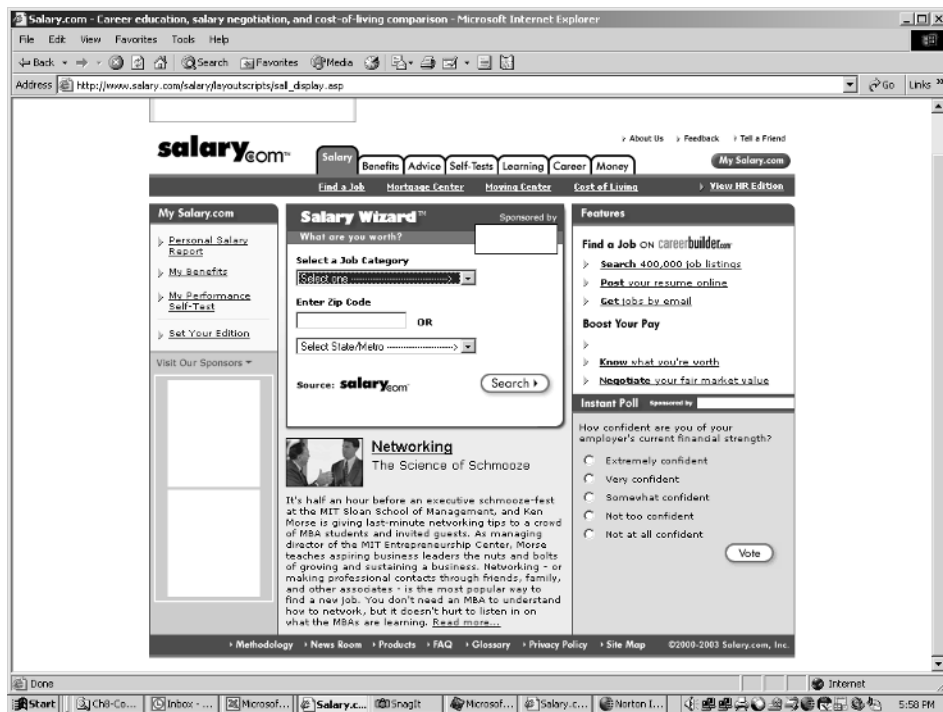 Salary.com - Career education, salary negotiation, and cost-of-living comparison - Microsoft Internet Explorer
File Edit View Favorites Tools Help
Back Search Favorites Media
Address http://www.salary.com/salary/layoutscripts/sall_display.asp Go Links »
About Us Feedback Tell a Friend
salary.com™
Salary Benefits Advice Self-Tests Learning Career Money My Salary.com
Find a Job Mortgage Center Moving Center Cost of Living View HR Edition
My Salary.com
Personal Salary
Report
My Benefits
My Performance
Self-Test
Set Your Edition
Visit Our Sponsors
Salary Wizard™ Sponsored by
What are you worth?
Select a Job Category
Select one ---------------------------->
Enter Zip Code
OR
Select State/Metro ----------------------->
Source: salary.com
Search
Networking
The Science of Schmooze
It's half an hour before an executive schmooze-fest
at the MIT Sloan School of Management, and Ken
Morse is giving last-minute networking tips to a crowd
of MBA students and invited guests. As managing
director of the MIT Entrepreneurship Center, Morse
teaches aspiring business leaders the nuts and bolts
of growing and sustaining a business. Networking - or
making professional contacts through friends, family,
and other associates - is the most popular way to
find a new job. You don't need an MBA to understand
how to network, but it doesn't hurt to listen in on
what the MBAs are learning. Read more...
Features
Find a Job ON careerbuilder.com
Search 400,000 job listings
Post your resume online
Get jobs by email
Boost Your Pay
Know what you're worth
Negotiate your fair market value
Instant Poll Sponsored by
How confident are you of your
employer's current financial strength?
Extremely confident
Very confident
Somewhat confident
Not too confident
Not at all confident
Vote
Methodology News Room Products FAQ Glossary Privacy Policy Site Map ©2000-2003 Salary.com, Inc.
Done Internet
Start Ch8-Co... Inbox - ... Microsof... Salary.c... SnagIt Microsof... Salary.c... Norton I... 5:58 PM